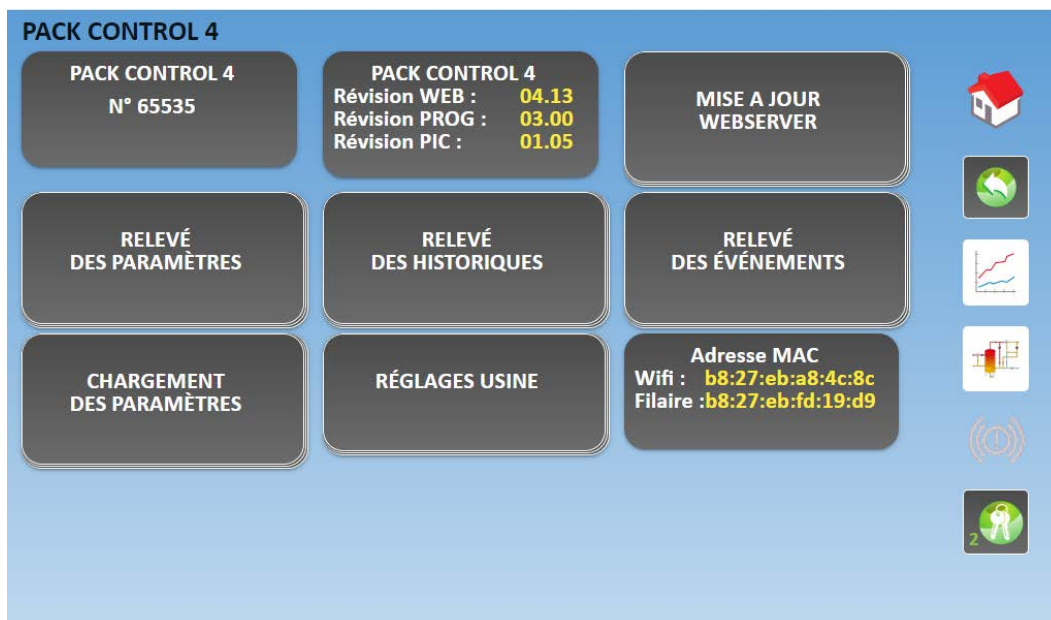 PACK CONTROL 4
PACK CONTROL 4
N° 65535
PACK CONTROL 4
Révision WEB : 04.13
Révision PROG : 03.00
Révision PIC : 01.05
MISE A JOUR
WEBSERVER
RELEVÉ
DES PARAMÈTRES
RELEVÉ
DES HISTORIQUES
RELEVÉ
DES ÉVÉNEMENTS
CHARGEMENT
DES PARAMÈTRES
RÉGLAGES USINE
Adresse MAC
Wifi : b8:27:eb:a8:4c:8c
Filaire :b8:27:eb:fd:19:d9
2